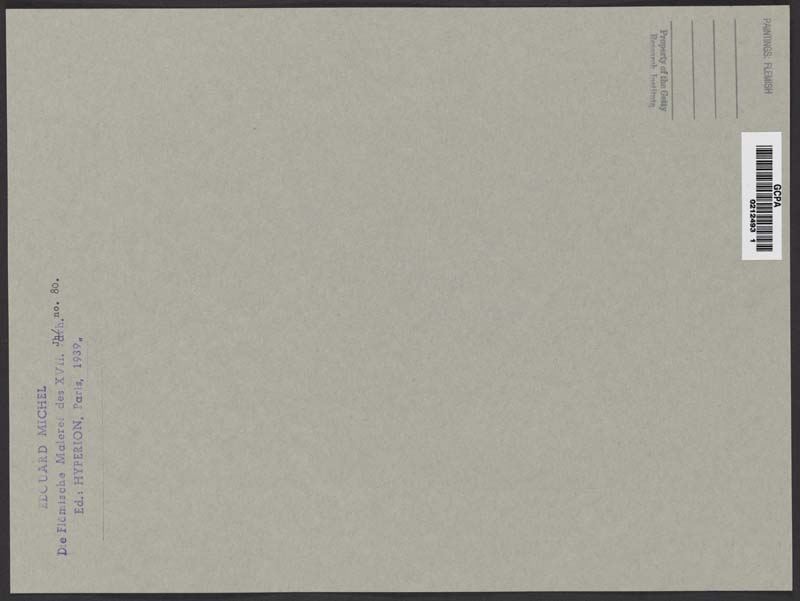 PAINTINGS: FLEMISH
Property of the Getty
Research Institute
GCPA
0212493 1
EDOUARD MICHEL
Die Flämische Malerei des XVII. Jh. no. 80.
Ed.: HYPERION, Paris, 1939.